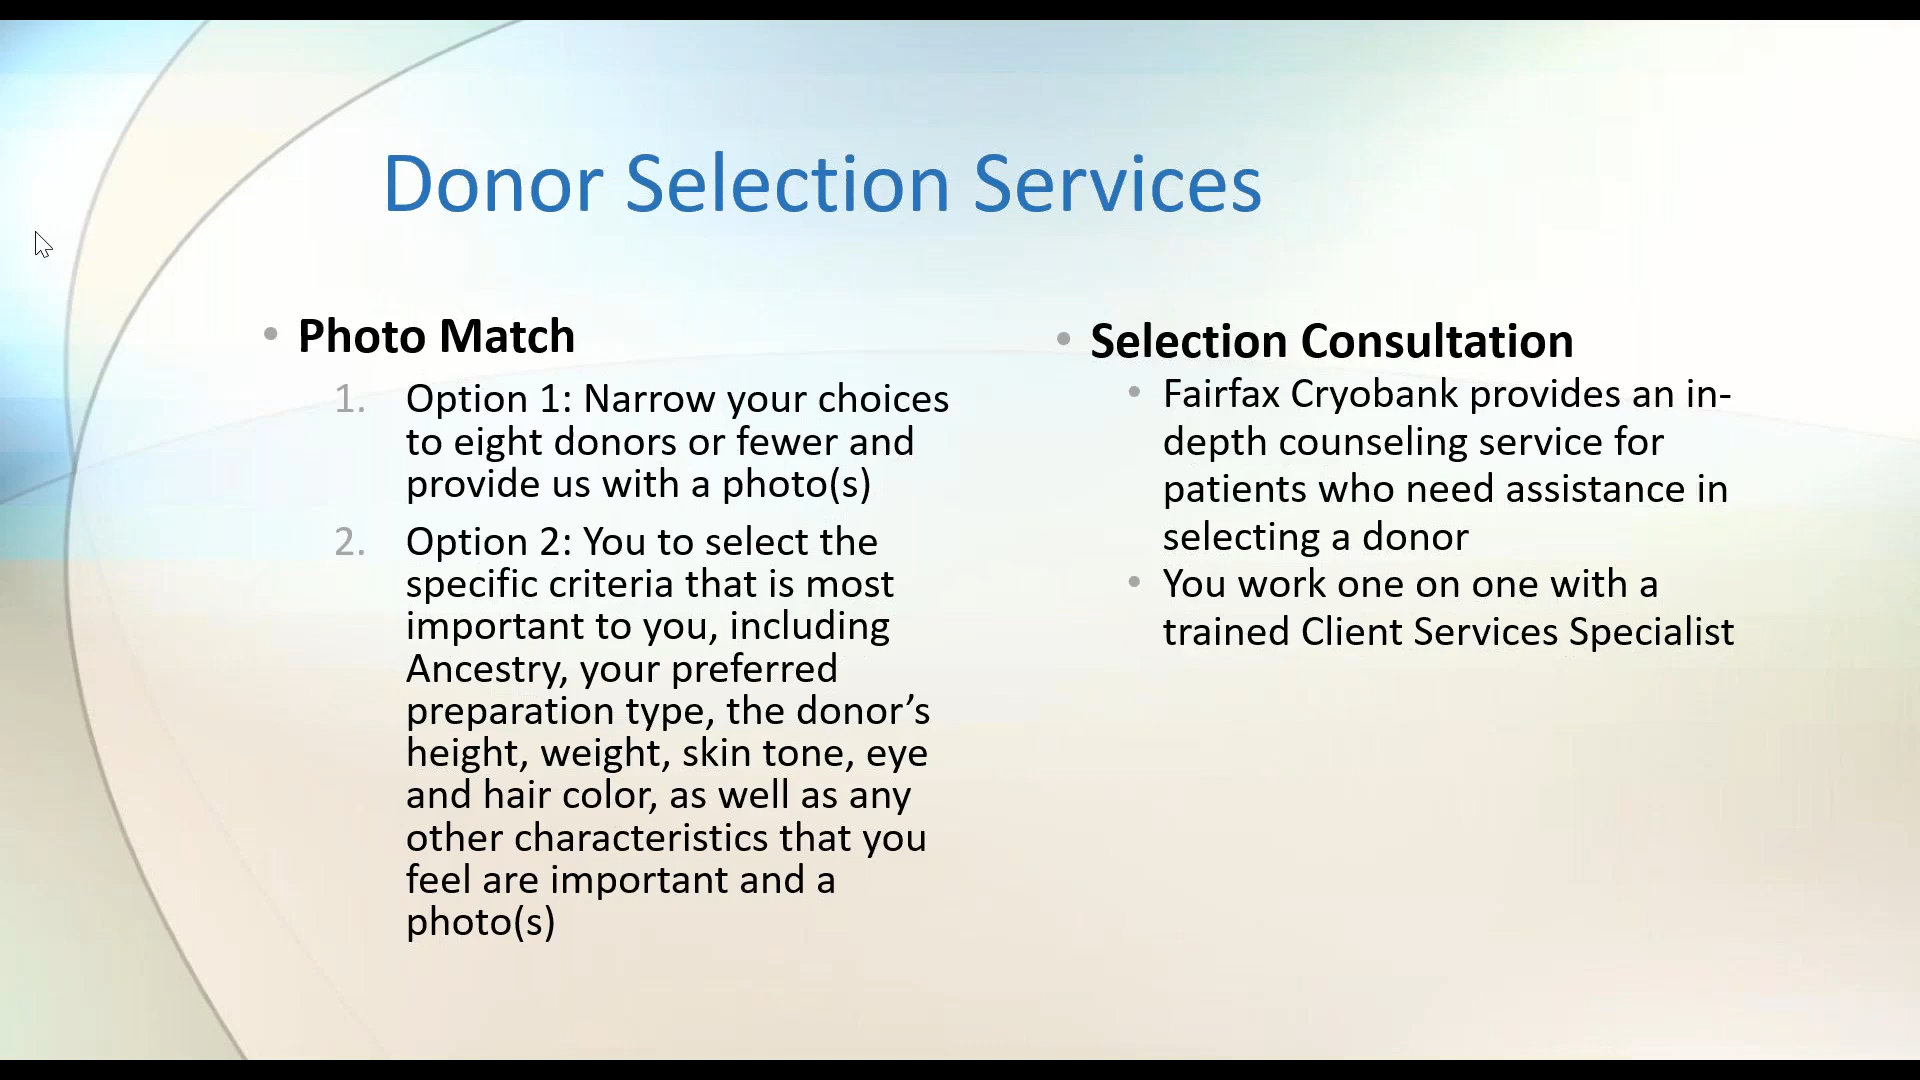 Donor Selection Services
• Photo Match
1. Option 1: Narrow your choices
to eight donors or fewer and
provide us with a photo(s)
2. Option 2: You to select the
specific criteria that is most
important to you, including
Ancestry, your preferred
preparation type, the donor’s
height, weight, skin tone, eye
and hair color, as well as any
other characteristics that you
feel are important and a
photo(s)
• Selection Consultation
• Fairfax Cryobank provides an in-
depth counseling service for
patients who need assistance in
selecting a donor
• You work one on one with a
trained Client Services Specialist